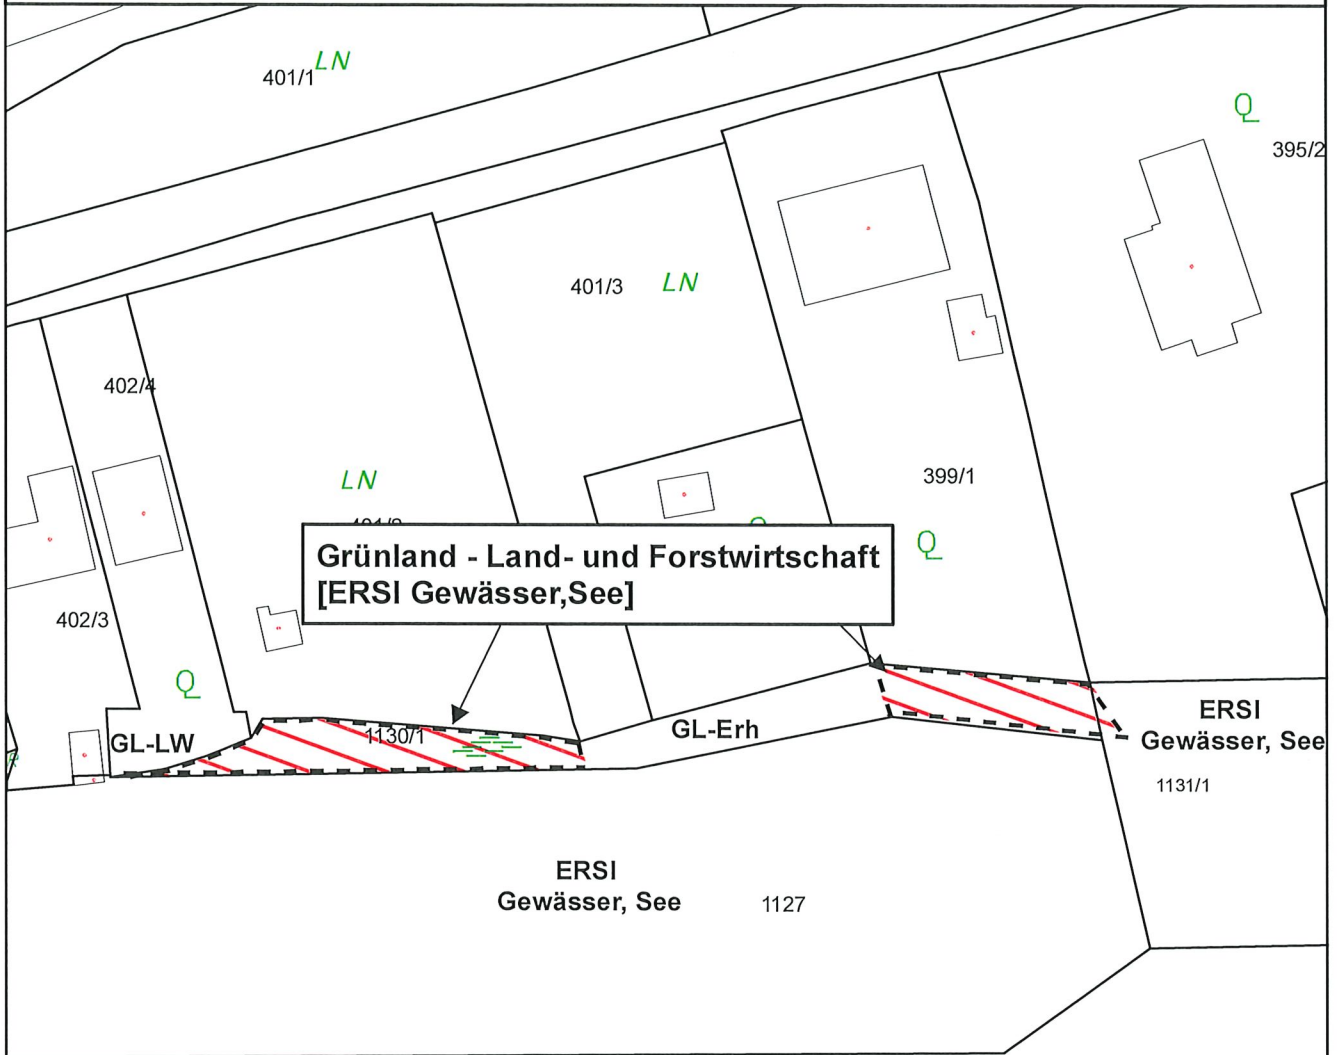 LN
401/1
Q
395/2
401/3
LN
402/4
LN
399/1
Q
Grünland - Land- und Forstwirtschaft
[ERSI Gewässer,See]
402/3
Q
ERSI
Gewässer, See
GL-LW
1130/1
GL-Erh
1131/1
ERSI
Gewässer, See
1127